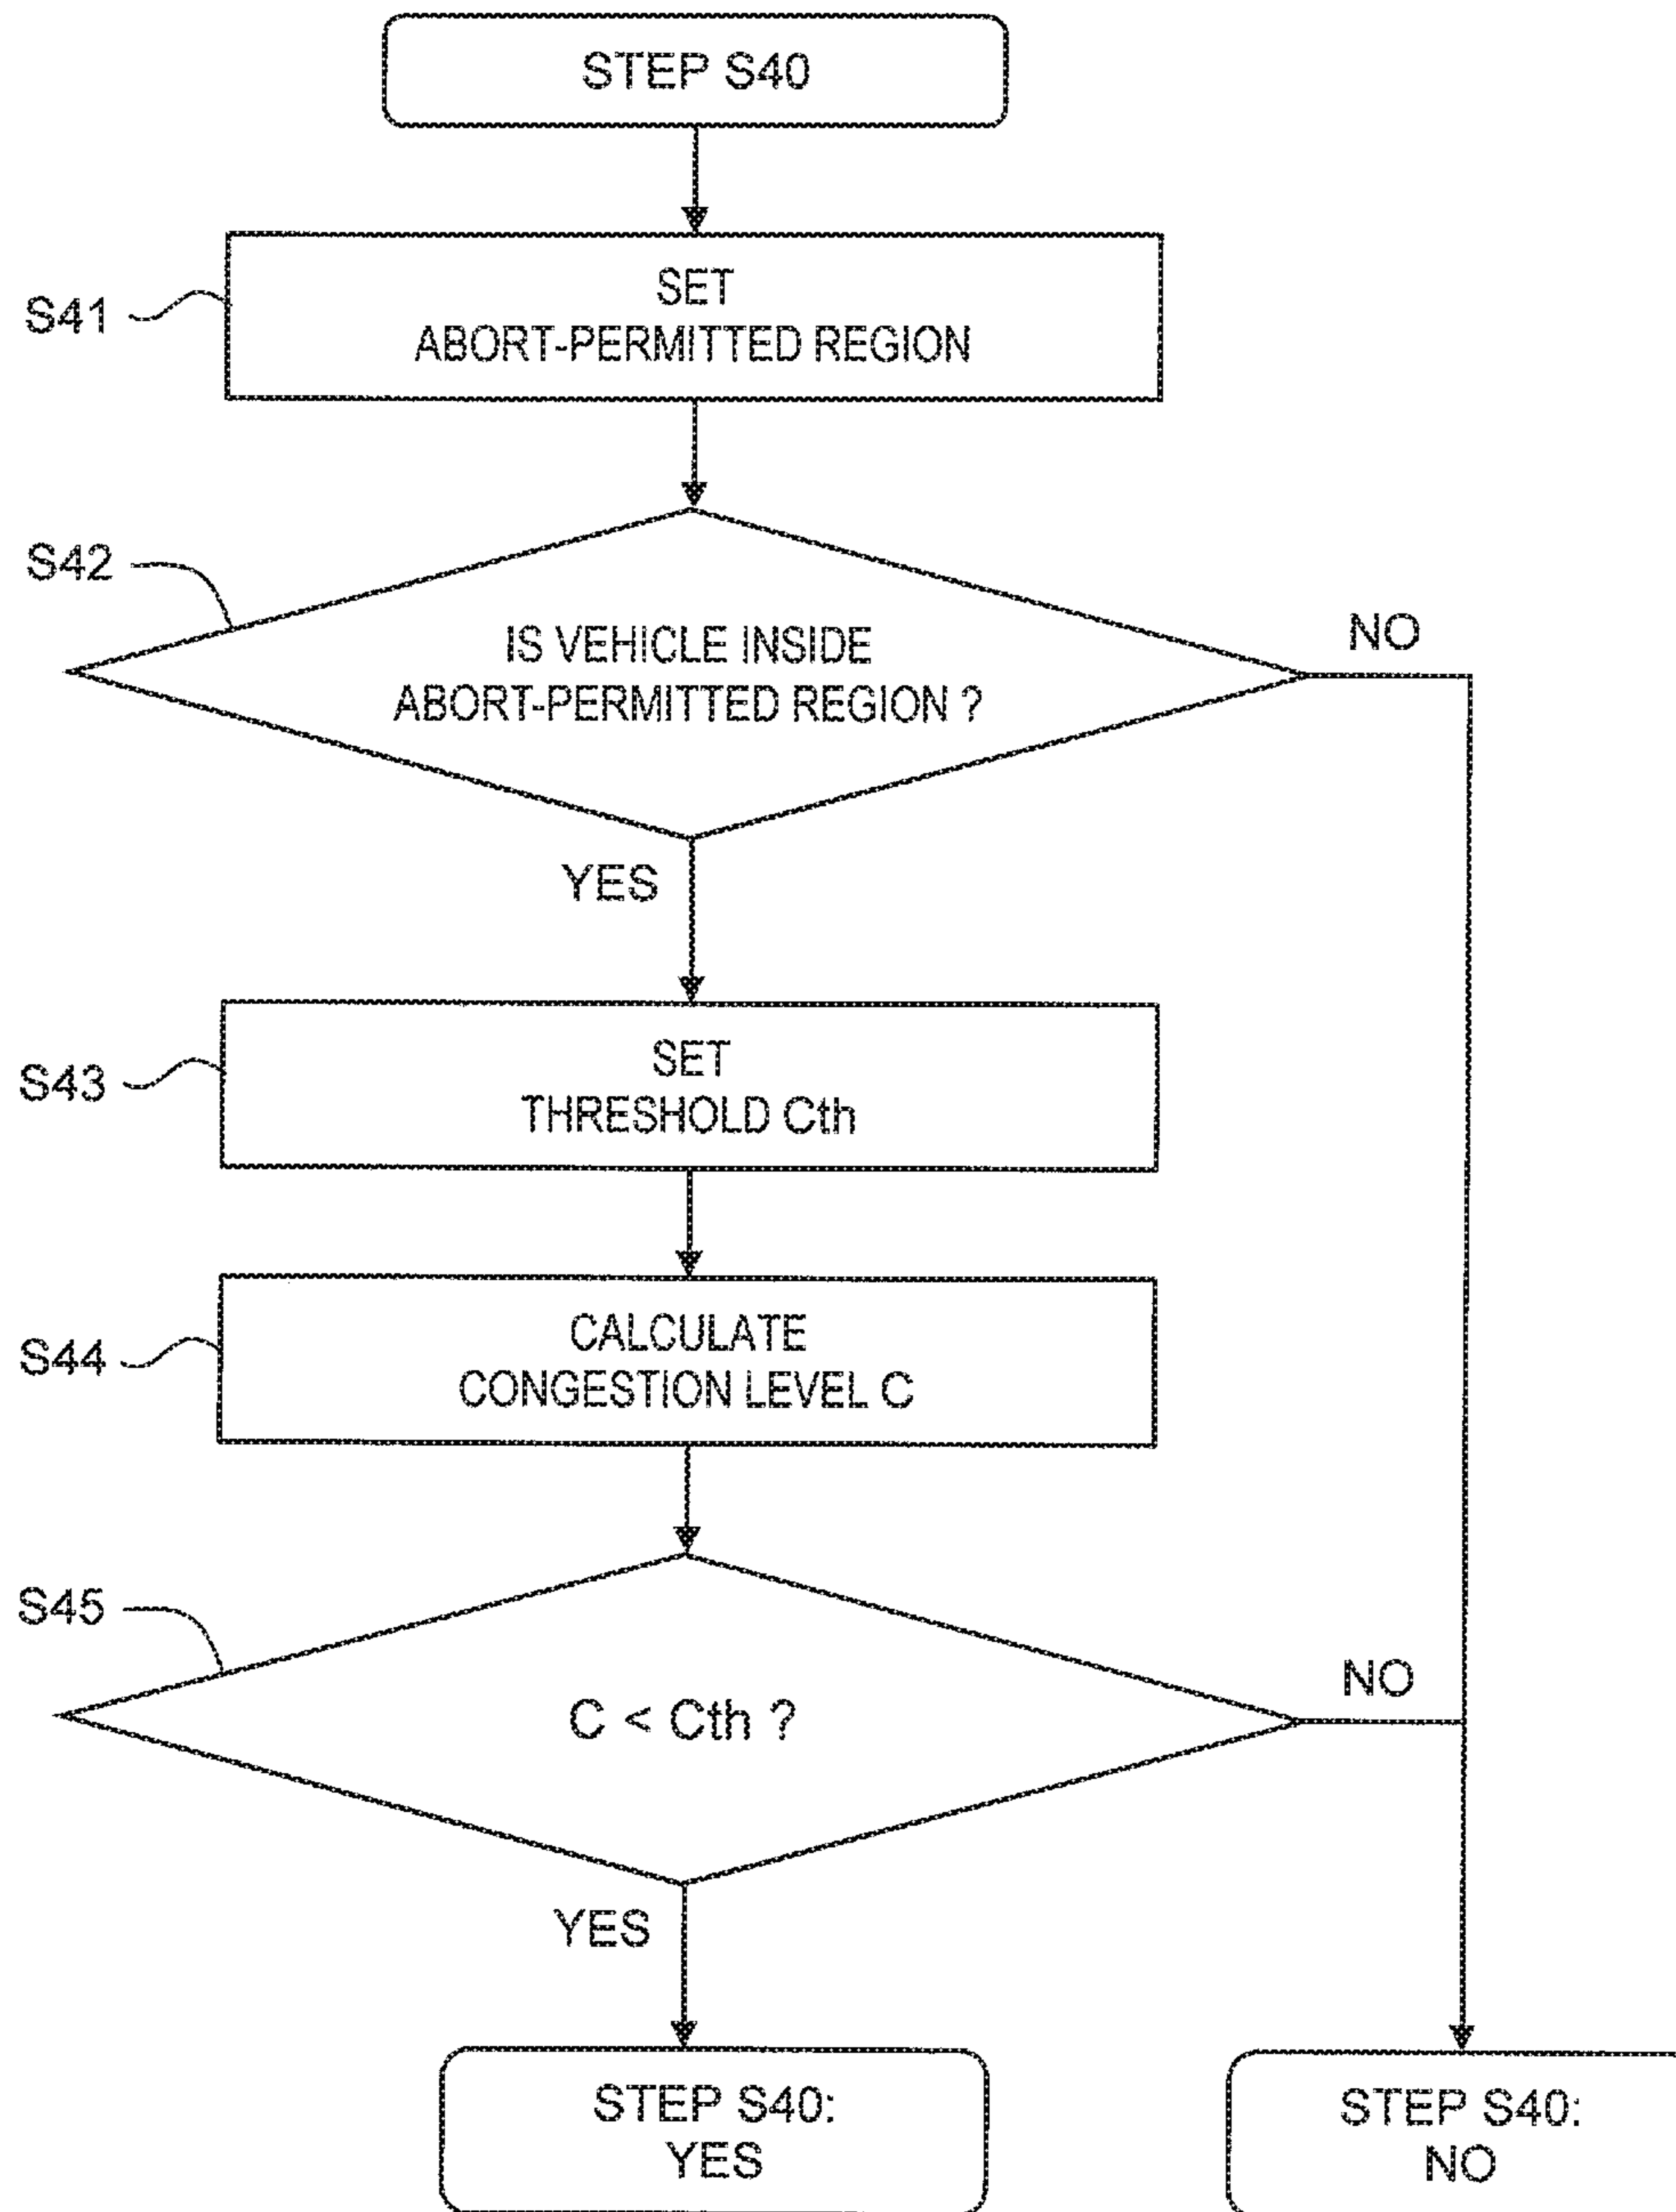 STEP S40
S41
SET
ABORT-PERMITTED REGION
S42
IS VEHICLE INSIDE
ABORT-PERMITTED REGION ?
NO
YES
S43
SET
THRESHOLD Cth
S44
CALCULATE
CONGESTION LEVEL C
S45
C < Cth ?
NO
YES
STEP S40:
YES
STEP S40:
NO